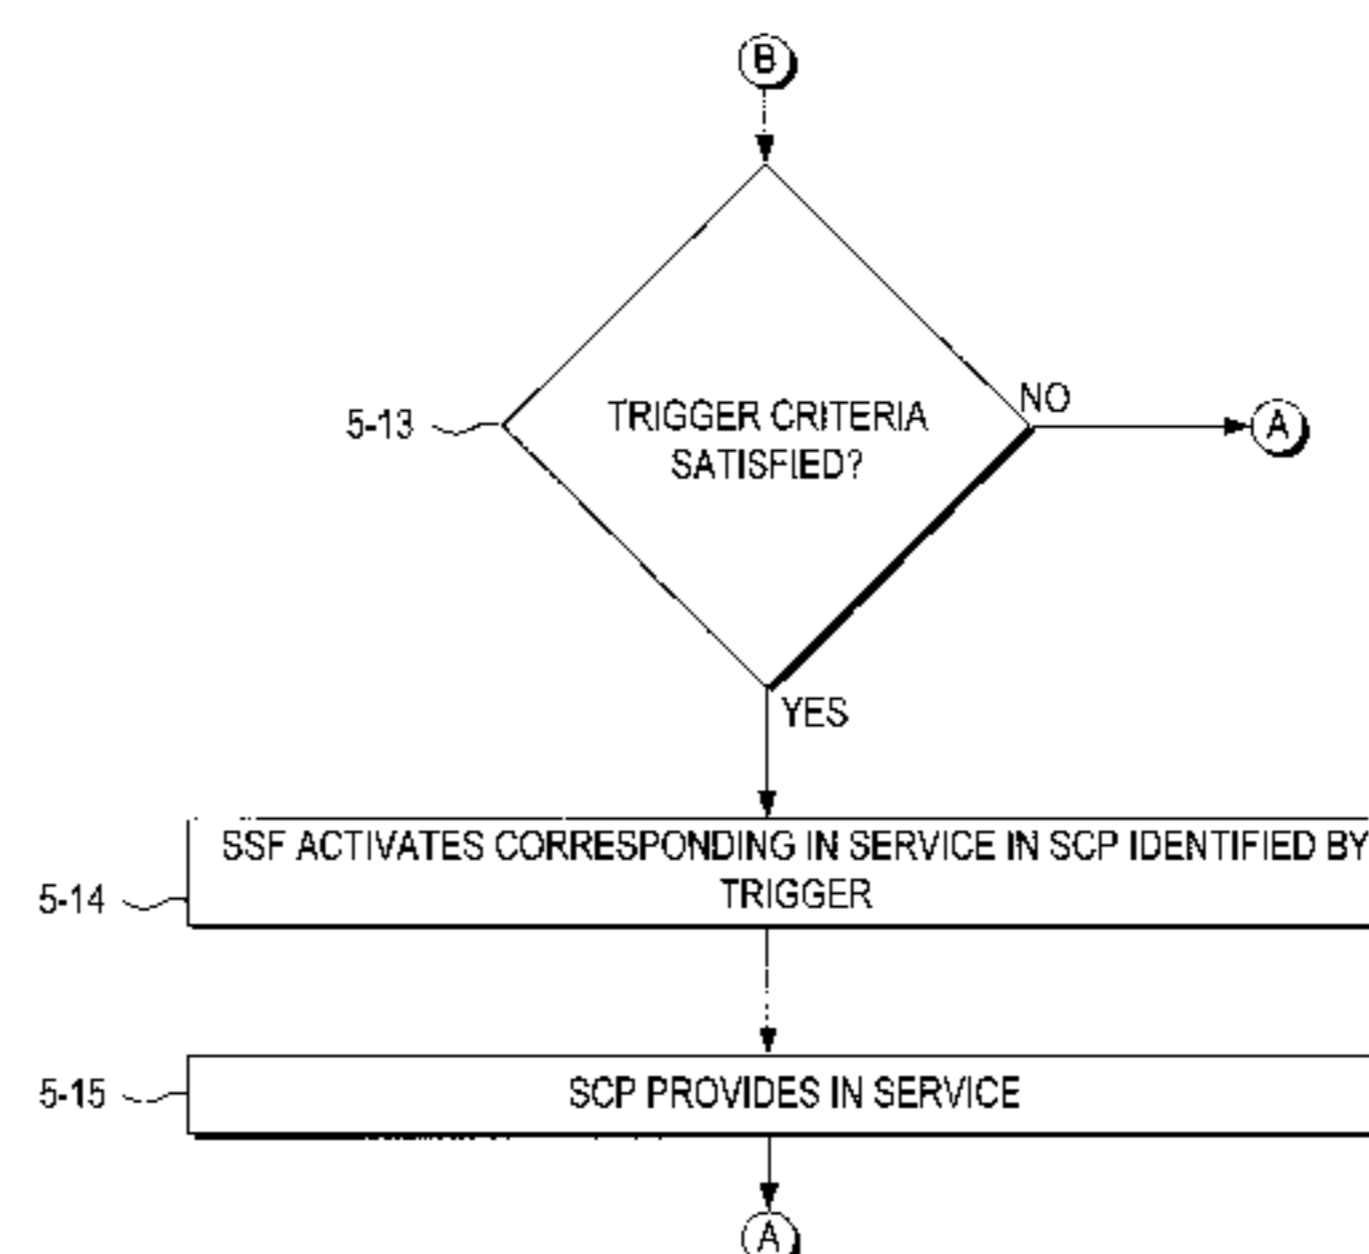 B
NO
5-13
TRIGGER CRITERIA
A
SATISFIED?
YES
SSF ACTIVATES CORRESPONDING IN SERVICE IN SCP IDENTIFIED BY
5-14
TRIGGER
5-15
SCP PROVIDES IN SERVICE
A